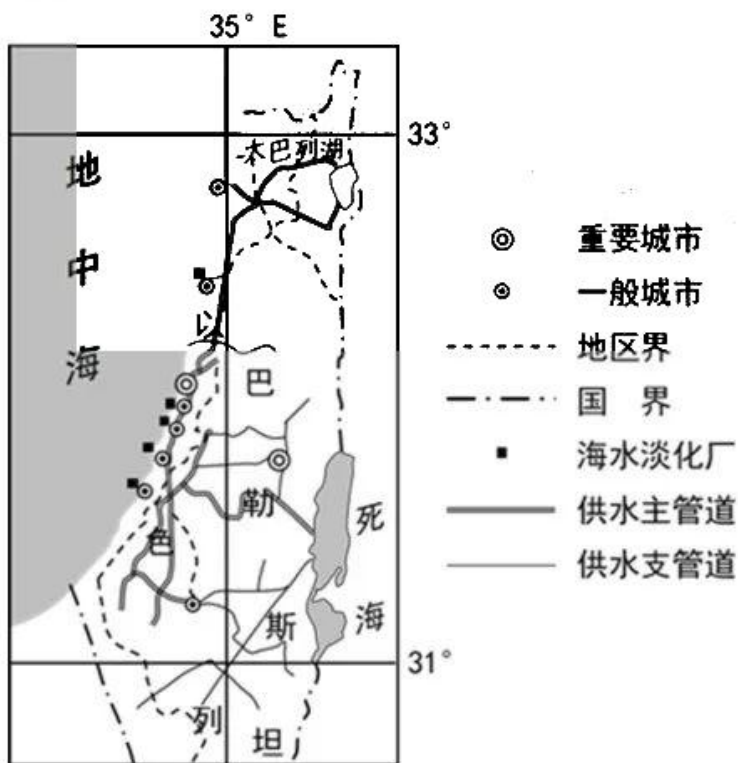 35° E
33°
太巴列湖
地
中
海
以
色
列
巴
勒
斯
坦
死
海
31°
重要城市
一般城市
地区界
国 界
海水淡化厂
供水主管道
供水支管道